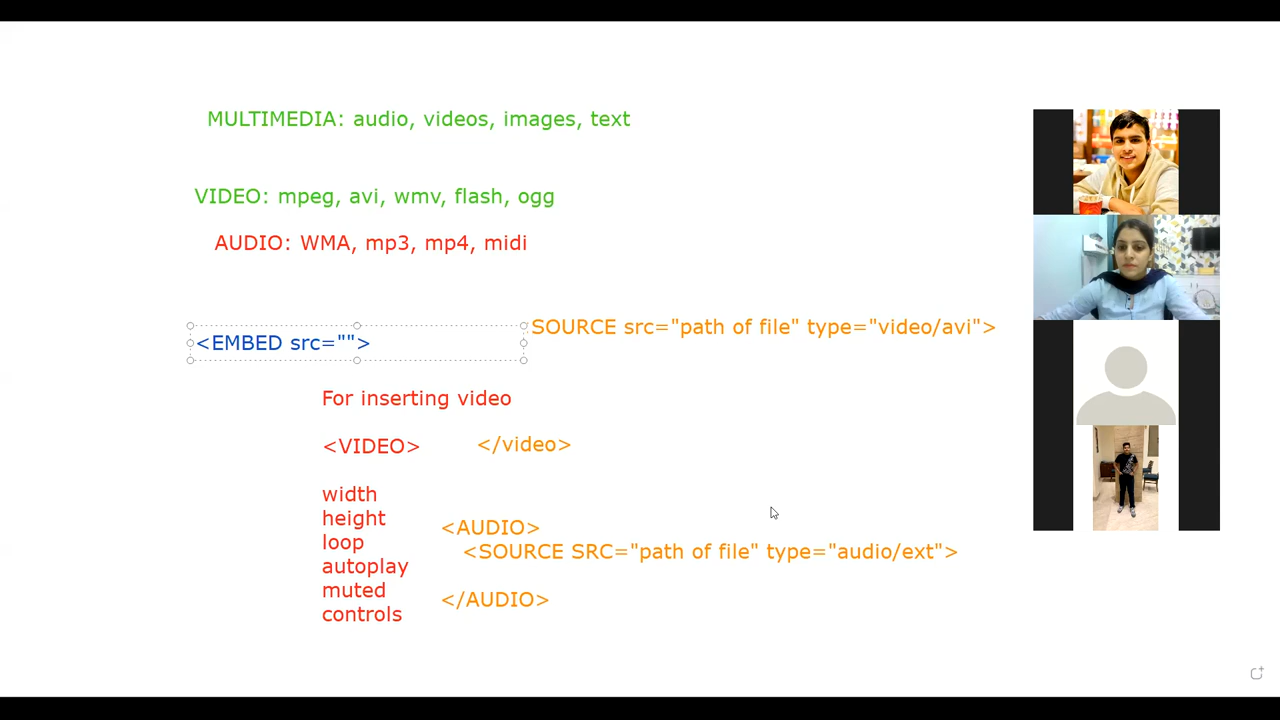 MULTIMEDIA: audio, videos, images, text
VIDEO: mpeg, avi, wmv, flash, ogg
AUDIO: WMA, mp3, mp4, midi
SOURCE src="path of file" type="video/avi">
<EMBED src="">
For inserting video
<VIDEO> </video>
width
height
loop
autoplay
muted
controls
<AUDIO>
<SOURCE SRC="path of file" type="audio/ext">
</AUDIO>